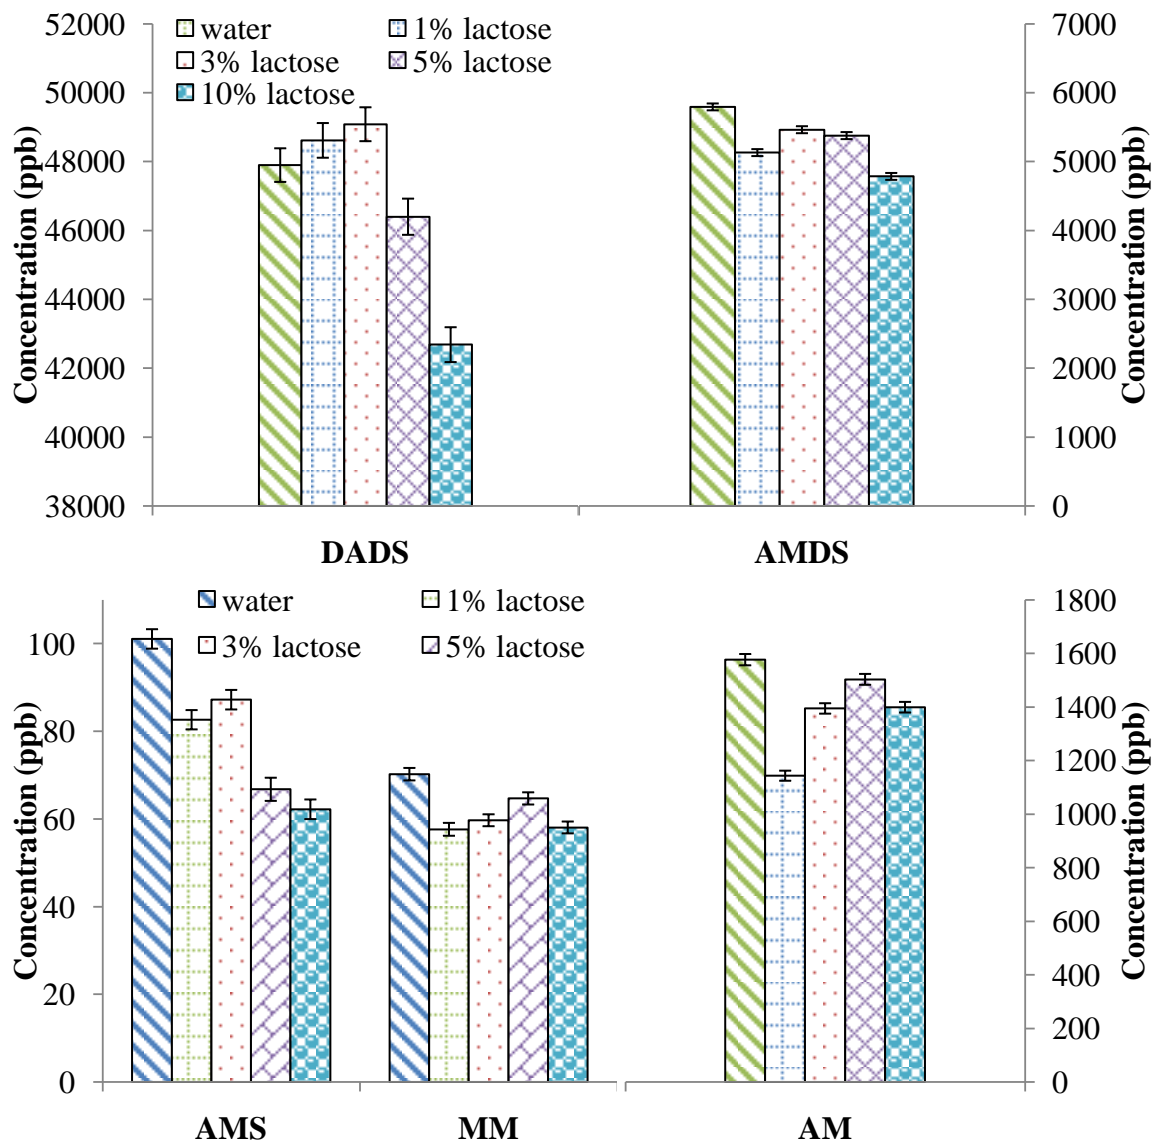 52000
50000
48000
46000
44000
42000
40000
38000
Concentration (ppb)
water
1% lactose
3% lactose
5% lactose
10% lactose
7000
6000
5000
4000
3000
2000
1000
0
Concentration (ppb)
DADS
AMDS
100
80
60
40
20
0
Concentration (ppb)
water
1% lactose
3% lactose
5% lactose
1800
1600
1400
1200
1000
800
600
400
200
0
Concentration (ppb)
AMS
MM
AM